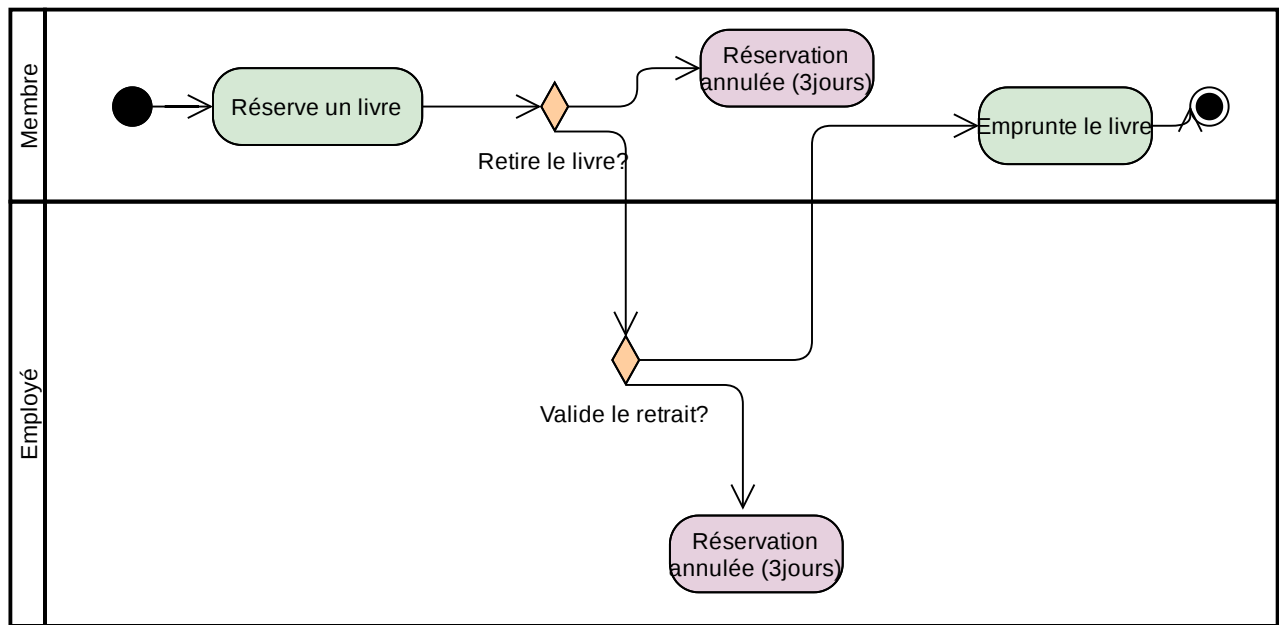 Membre
Réserve un livre
Retire le livre?
Réservation
annulée (3jours)
Emprunte le livre
Employé
Valide le retrait?
Réservation
annulée (3jours)